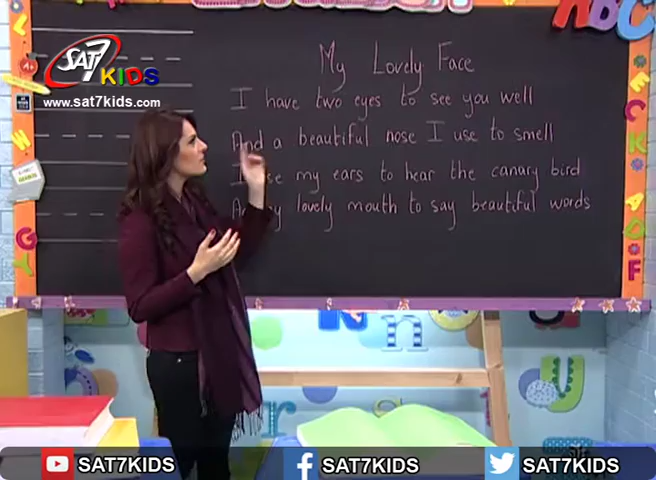 SAT7
KIDS
www.sat7kids.com
ABC
My Lovely Face
I have two eyes to see you well
And a beautiful nose I use to smell
my ears to hear the canary bird
lovely mouth to say beautiful words
SAT7KIDS
SAT7KIDS
SAT7KIDS